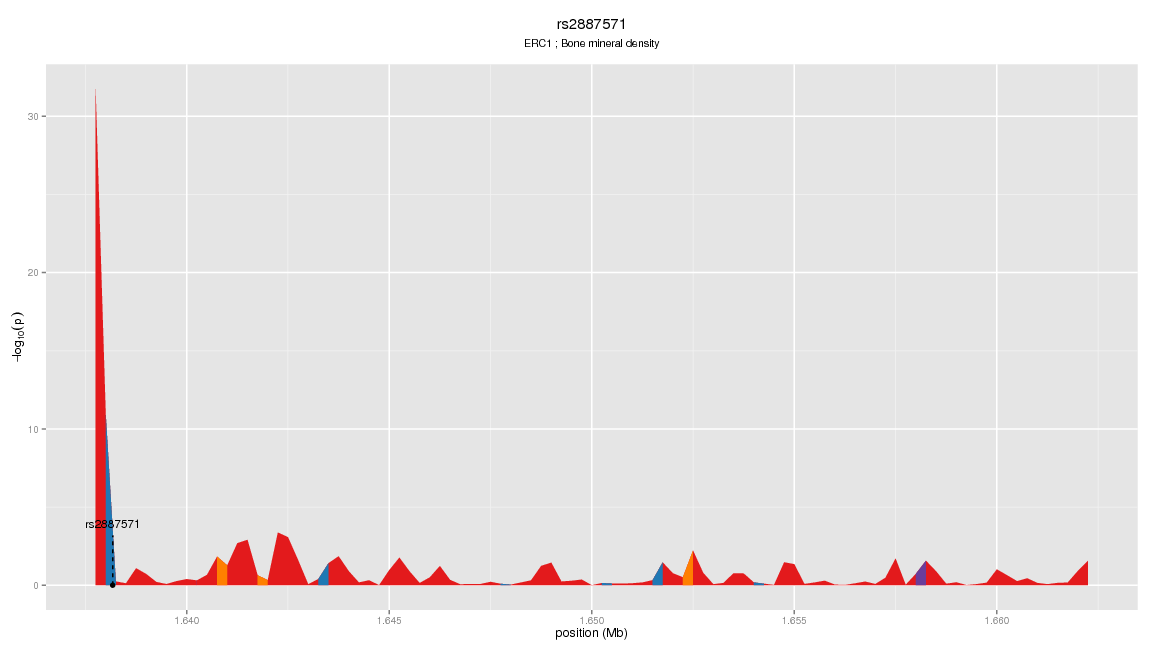 rs2887571
ERC1 ; Bone mineral density
30
20
10
0
−log10(p)
rs2887571
1.640
1.645
1.650
1.655
1.660
position (Mb)